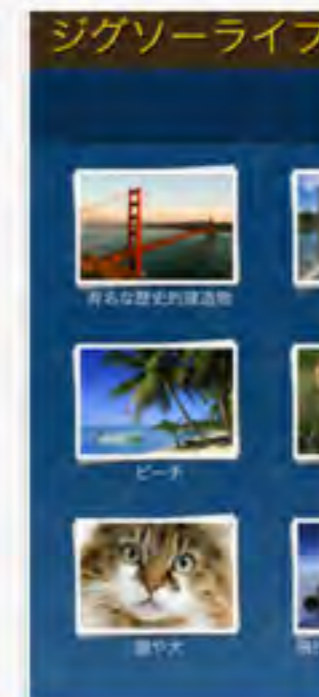 ジグソーライブ
有名な歴史的建造物
ビーチ
猫や犬